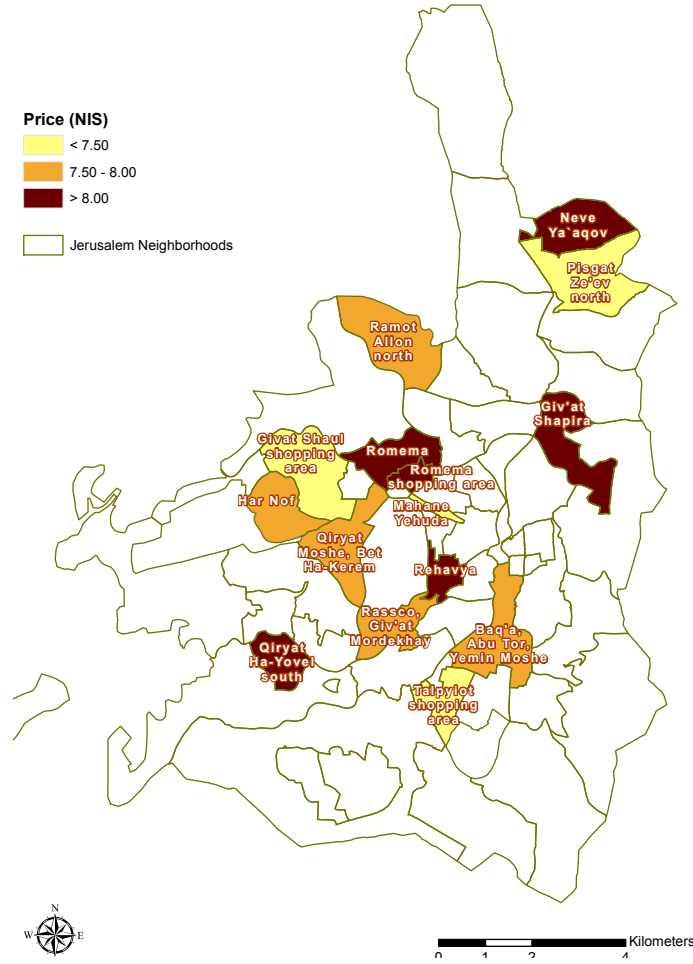 Price (NIS)
< 7.50
7.50 - 8.00
> 8.00
Jerusalem Neighborhoods
Neve
Ya`aqov
Pisgat
Ze'ev
north
Ramot
Allon
north
Giv'at
Shapira
Givat Shaul
shopping
area
Romema
Romema
shopping area
Har Nof
Mahane
Yehuda
Qiryat
Moshe, Bet
Ha-Kerem
Rehavya
Rassco,
Giv'at
Mordekhay
Baq'a,
Abu Tor,
Yemin Moshe
Qiryat
Ha-Yovel
south
Talpyiot
shopping
area
N
W
E
S
Kilometers
0 1 2 4